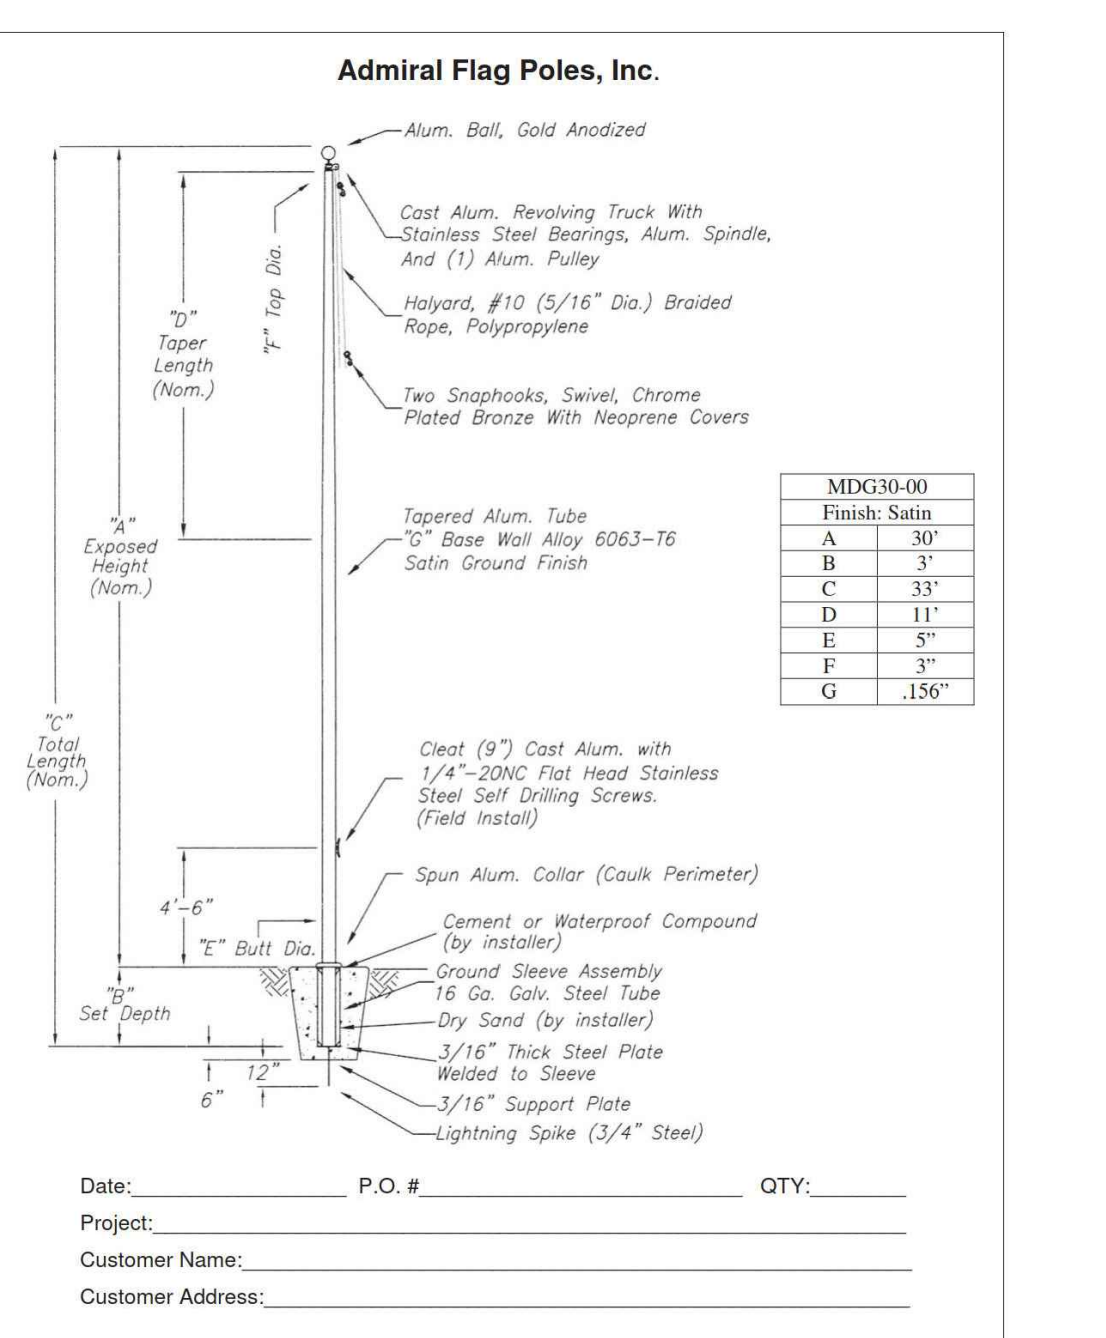 Admiral Flag Poles, Inc.
Alum. Ball, Gold Anodized
Cast Alum. Revolving Truck With
Stainless Steel Bearings, Alum. Spindle,
And (1) Alum. Pulley
"F" Top Dia.
Halyard, #10 (5/16" Dia.) Braided
Rope, Polypropylene
"D"
Taper
Length
(Nom.)
Two Snaphooks, Swivel, Chrome
Plated Bronze With Neoprene Covers
MDG30-00
Finish: Satin
A 30’
B 3’
C 33’
D 11’
E 5”
F 3”
G .156”
Tapered Alum. Tube
"G" Base Wall Alloy 6063-T6
Satin Ground Finish
"A"
Exposed
Height
(Nom.)
"C"
Total
Length
(Nom.)
Cleat (9") Cast Alum. with
1/4"-20NC Flat Head Stainless
Steel Self Drilling Screws.
(Field Install)
Spun Alum. Collar (Caulk Perimeter)
4'-6"
Cement or Waterproof Compound
(by installer)
"E" Butt Dia.
Ground Sleeve Assembly
16 Ga. Galv. Steel Tube
"B"
Set Depth
Dry Sand (by installer)
3/16" Thick Steel Plate
Welded to Sleeve
12"
6"
3/16" Support Plate
Lightning Spike (3/4" Steel)
Date: P.O. # QTY:
Project:
Customer Name:
Customer Address: